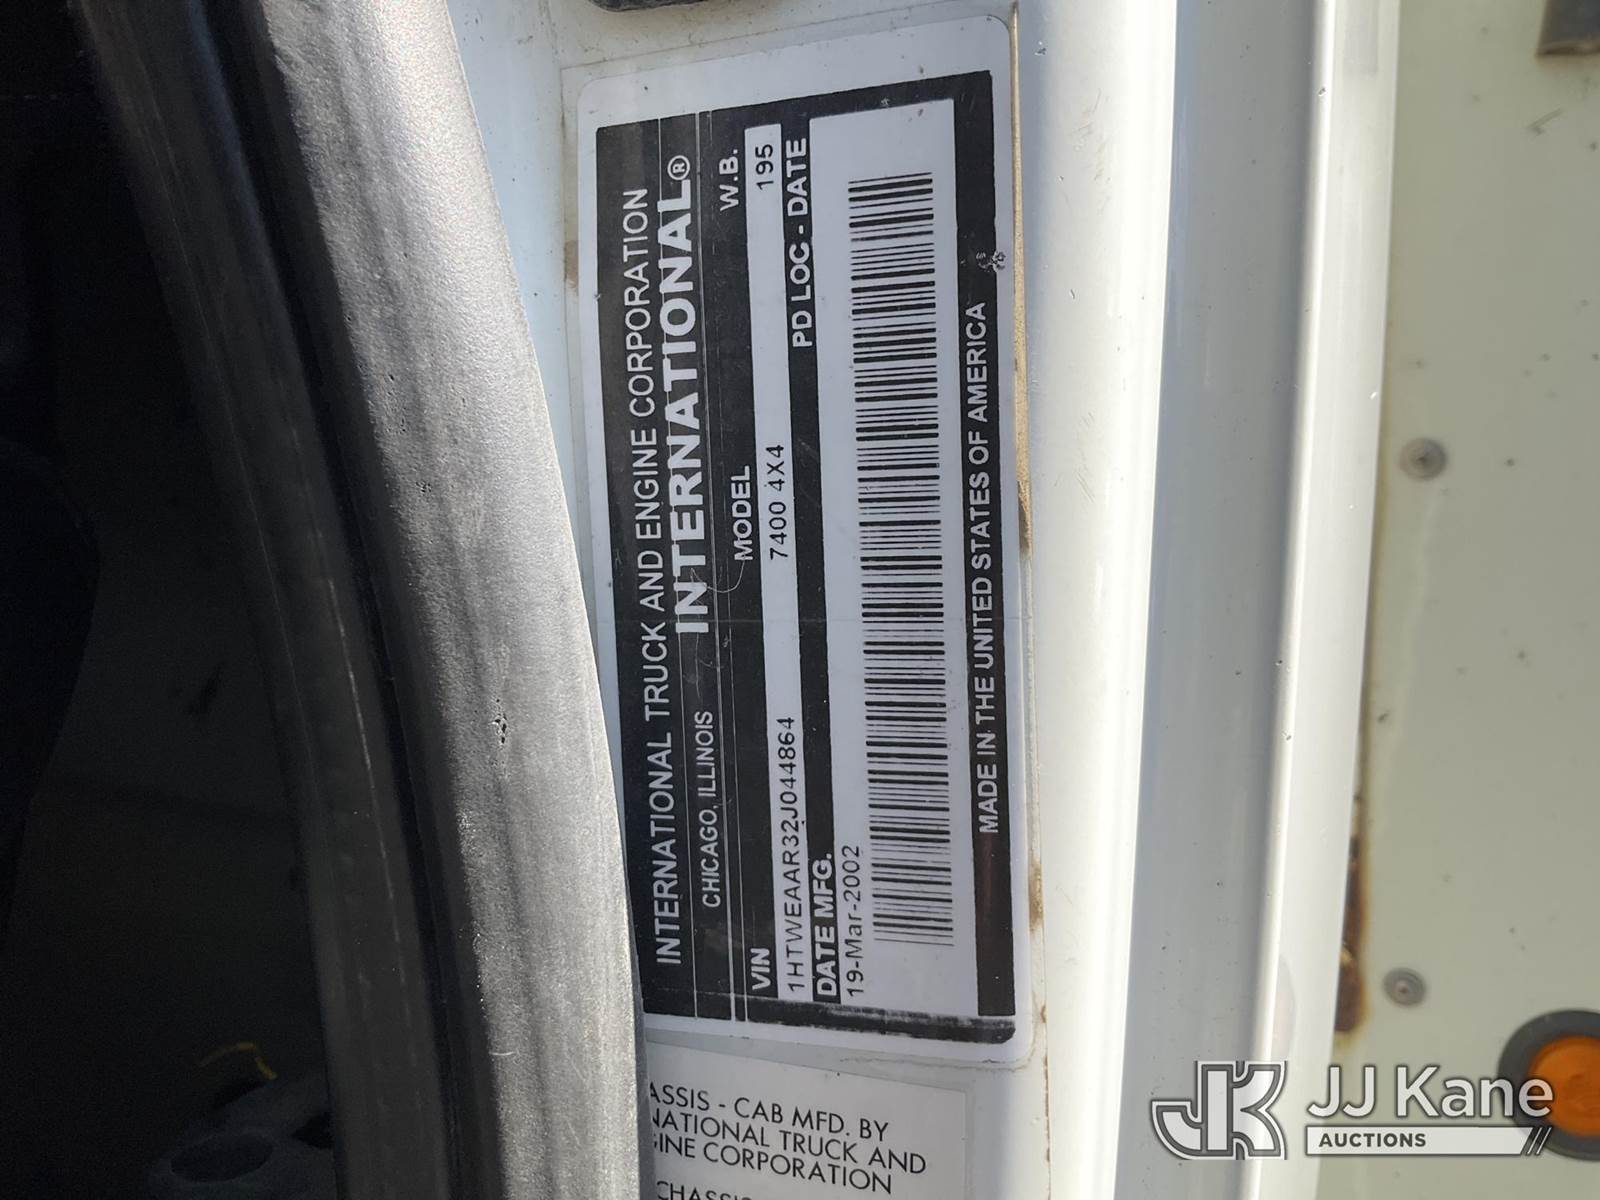 INTERNATIONAL TRUCK AND ENGINE CORPORATION
CHICAGO, ILLINOIS INTERNATIONAL®
VIN MODEL W.B.
1HTWEAAR32J044864 7400 4X4 195
DATE MFG. PD LOC - DATE
19-Mar-2002
MADE IN THE UNITED STATES OF AMERICA
ASSIS - CAB MFD. BY
NATIONAL TRUCK AND
GINE CORPORATION
CHASSIS
JK JJ Kane
AUCTIONS